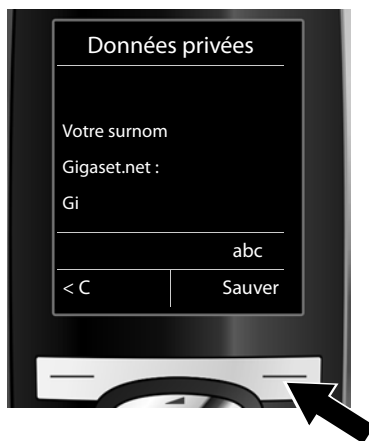 Données privées
Votre surnom
Gigaset.net :
Gi
abc
< C Sauver